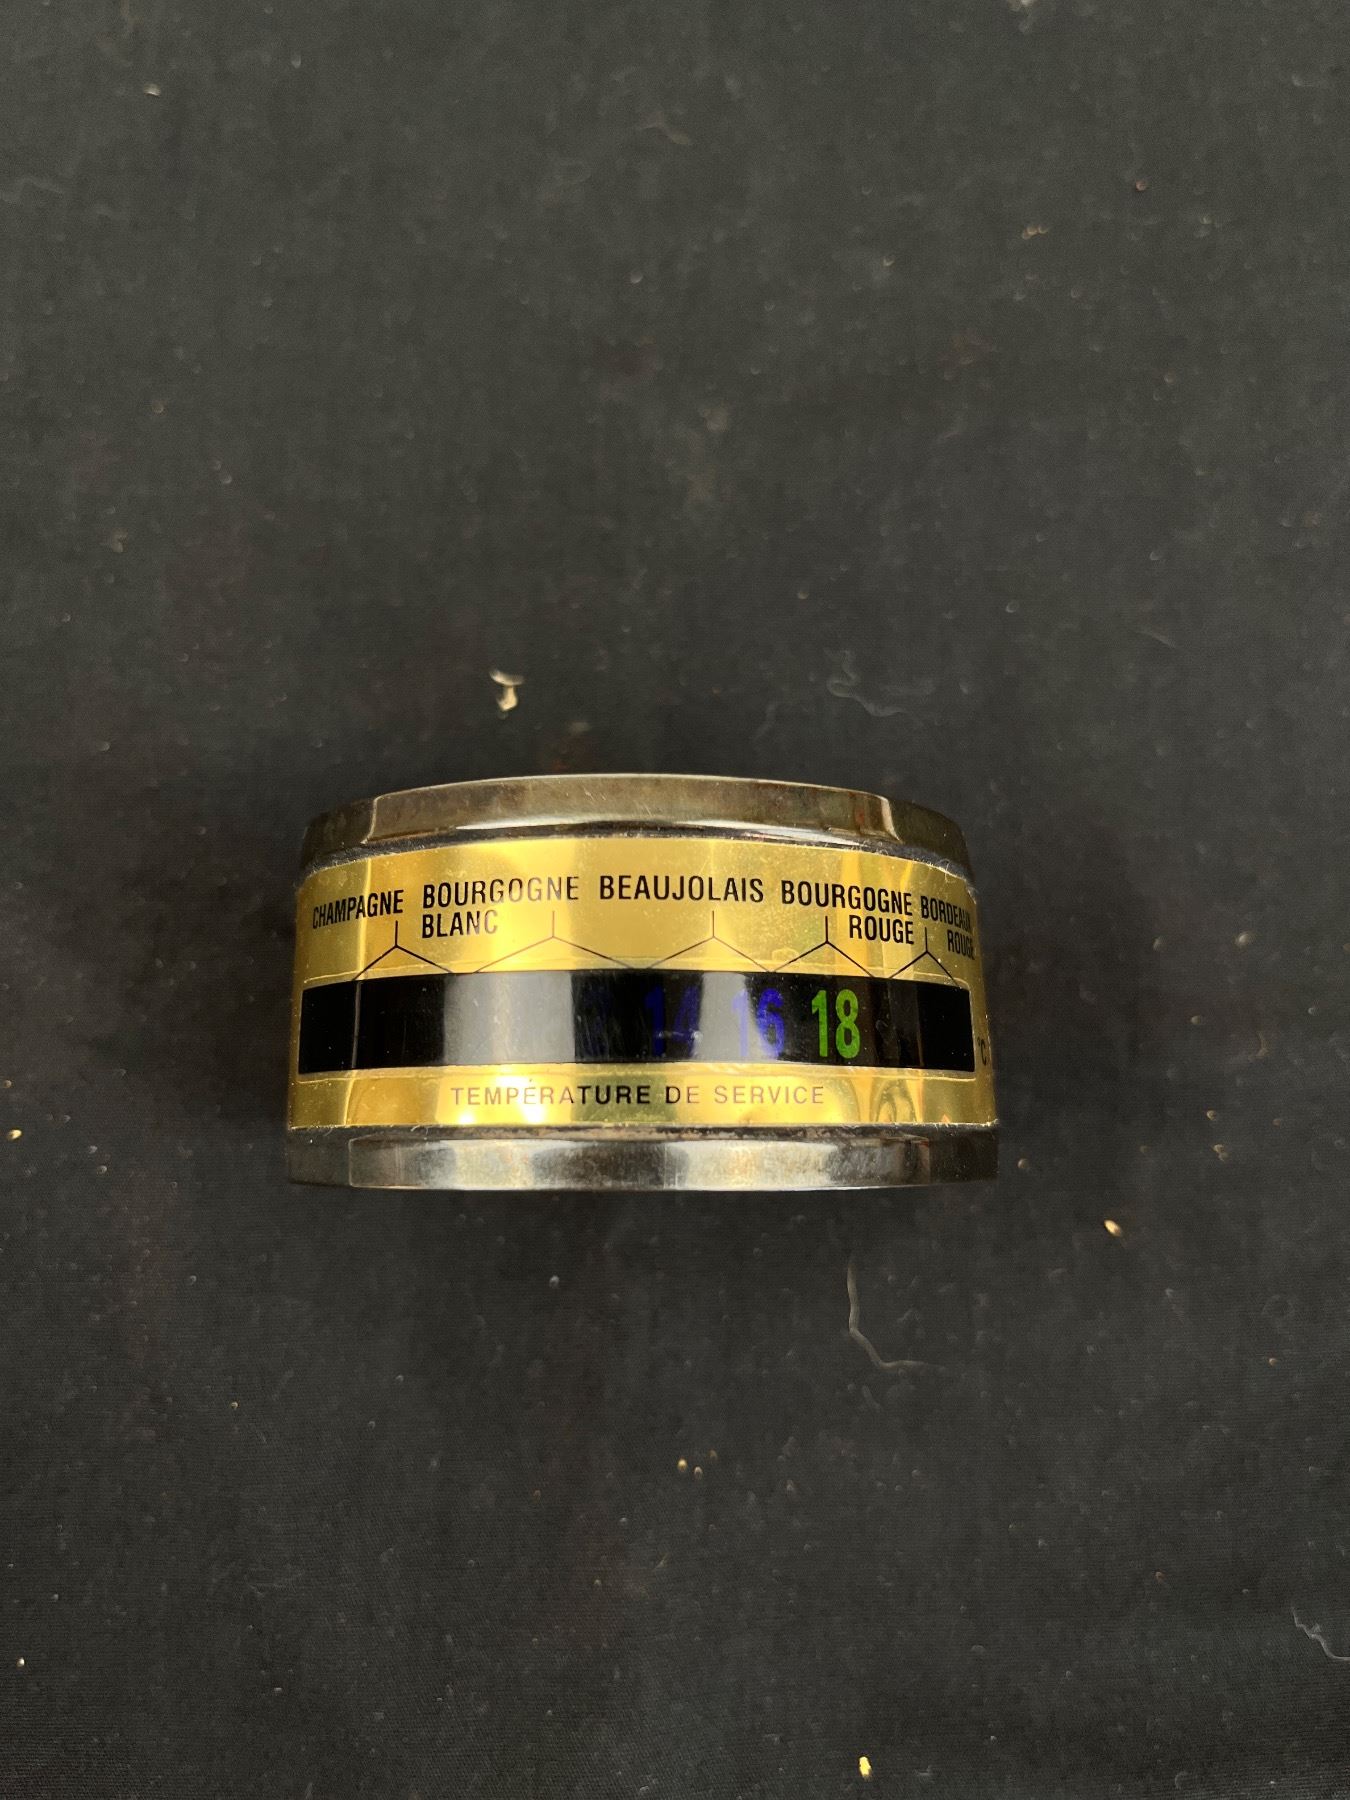 CHAMPAGNE BOURGOGNE BEAUJOLAIS BOURGOGNE BORDEAUX
BLANC ROUGE ROUGE
14 16 18 °C
TEMPÉRATURE DE SERVICE